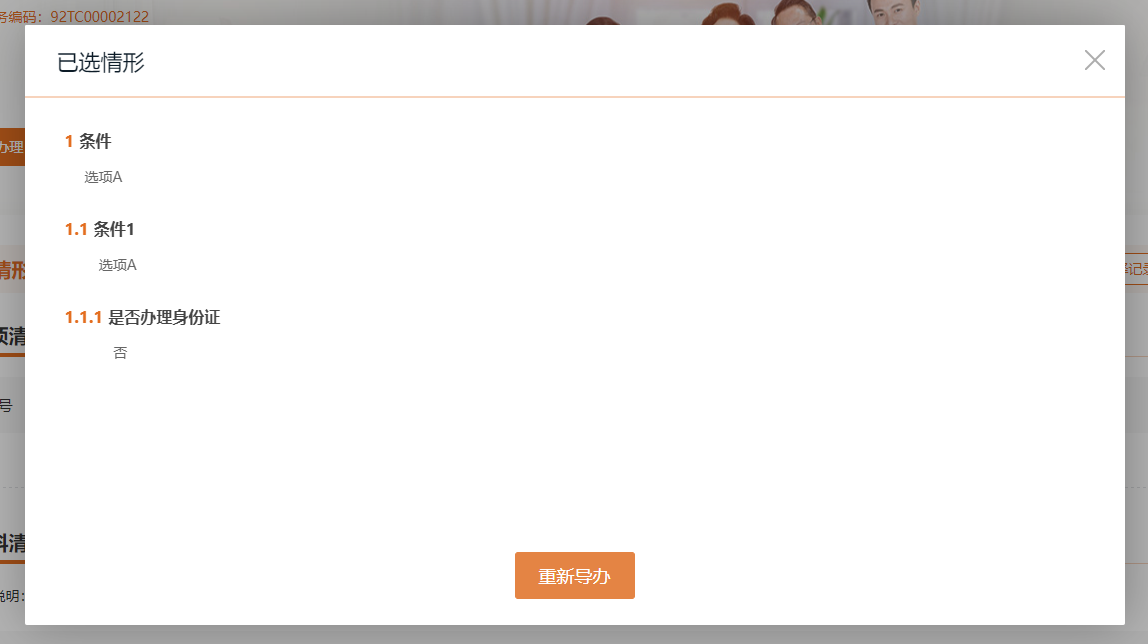 务编码：92TC00002122
已选情形
办理
1 条件
选项A
1.1 条件1
选项A
情形
择记录
1.1.1 是否办理身份证
项清
否
号
料清
重新导办
说明：